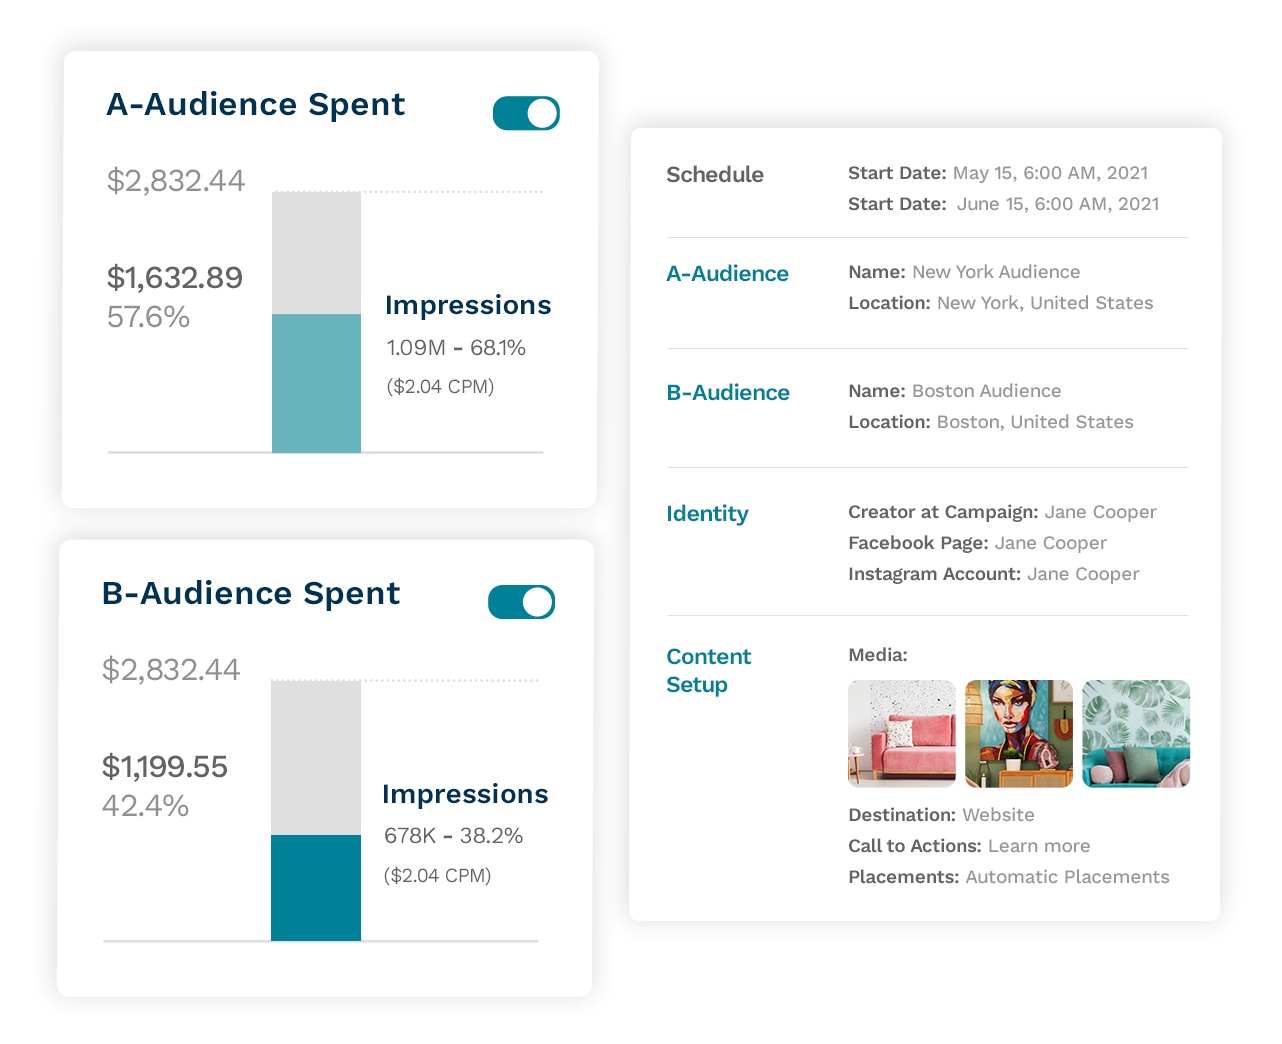 A-Audience Spent
$2,832.44
$1,632.89
57.6%
Impressions
1.09M - 68.1%
($2.04 CPM)
B-Audience Spent
$2,832.44
$1,199.55
42.4%
Impressions
678K - 38.2%
($2.04 CPM)
Schedule
Start Date: May 15, 6:00 AM, 2021
Start Date: June 15, 6:00 AM, 2021
A-Audience
Name: New York Audience
Location: New York, United States
B-Audience
Name: Boston Audience
Location: Boston, United States
Identity
Creator at Campaign: Jane Cooper
Facebook Page: Jane Cooper
Instagram Account: Jane Cooper
Content
Setup
Media:
Destination: Website
Call to Actions: Learn more
Placements: Automatic Placements